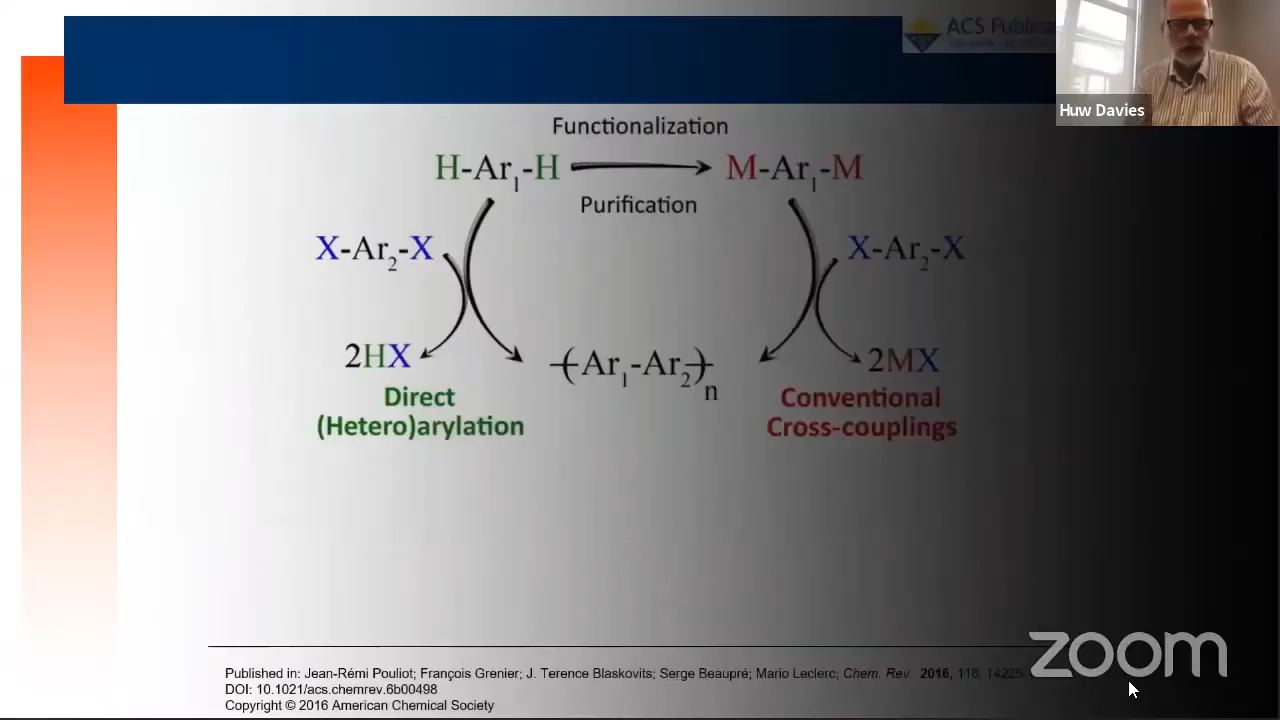 ACS
Huw Davies
Functionalization
H-Ar1-H
M-Ar1-M
Purification
X-Ar2-X
X-Ar2-X
2HX
(Ar1-Ar2)n
2MX
Direct
(Hetero)arylation
Conventional
Cross-couplings
zoom
Published in: Jean-Rémi Pouliot; François Grenier; J. Terence Blaskovits; Serge Beaupré; Mario Leclerc; Chem. Rev. 2016, 116, 14225
DOI: 10.1021/acs.chemrev.6b00498
Copyright © 2016 American Chemical Society